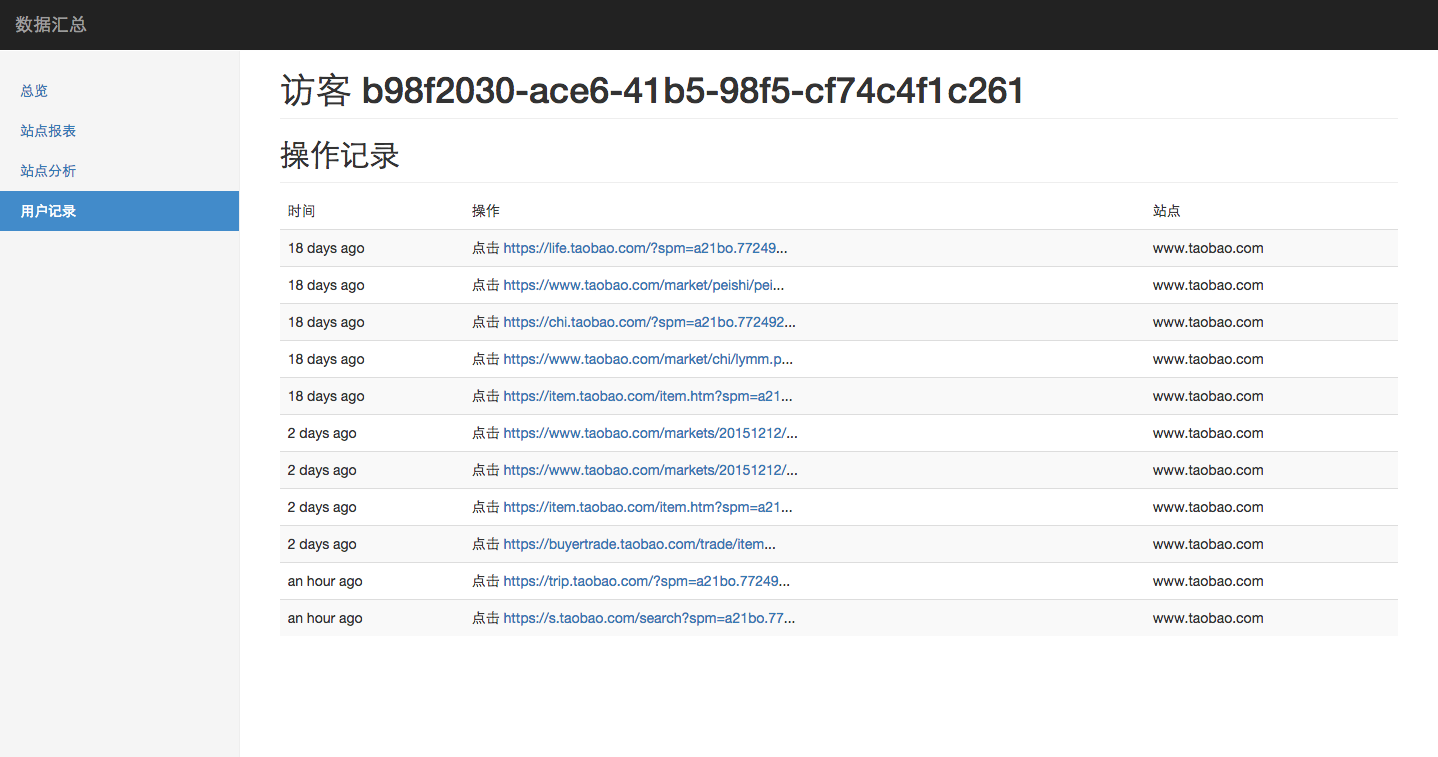 数据汇总
总览
站点报表
站点分析
用户记录
访客 b98f2030-ace6-41b5-98f5-cf74c4f1c261
操作记录
时间 操作 站点
18 days ago 点击 https://life.taobao.com/?spm=a21bo.77249... www.taobao.com
18 days ago 点击 https://www.taobao.com/market/peishi/pei... www.taobao.com
18 days ago 点击 https://chi.taobao.com/?spm=a21bo.772492... www.taobao.com
18 days ago 点击 https://www.taobao.com/market/chi/lymm.p... www.taobao.com
18 days ago 点击 https://item.taobao.com/item.htm?spm=a21... www.taobao.com
2 days ago 点击 https://www.taobao.com/markets/20151212/... www.taobao.com
2 days ago 点击 https://www.taobao.com/markets/20151212/... www.taobao.com
2 days ago 点击 https://item.taobao.com/item.htm?spm=a21... www.taobao.com
2 days ago 点击 https://buyertrade.taobao.com/trade/item... www.taobao.com
an hour ago 点击 https://trip.taobao.com/?spm=a21bo.77249... www.taobao.com
an hour ago 点击 https://s.taobao.com/search?spm=a21bo.77... www.taobao.com